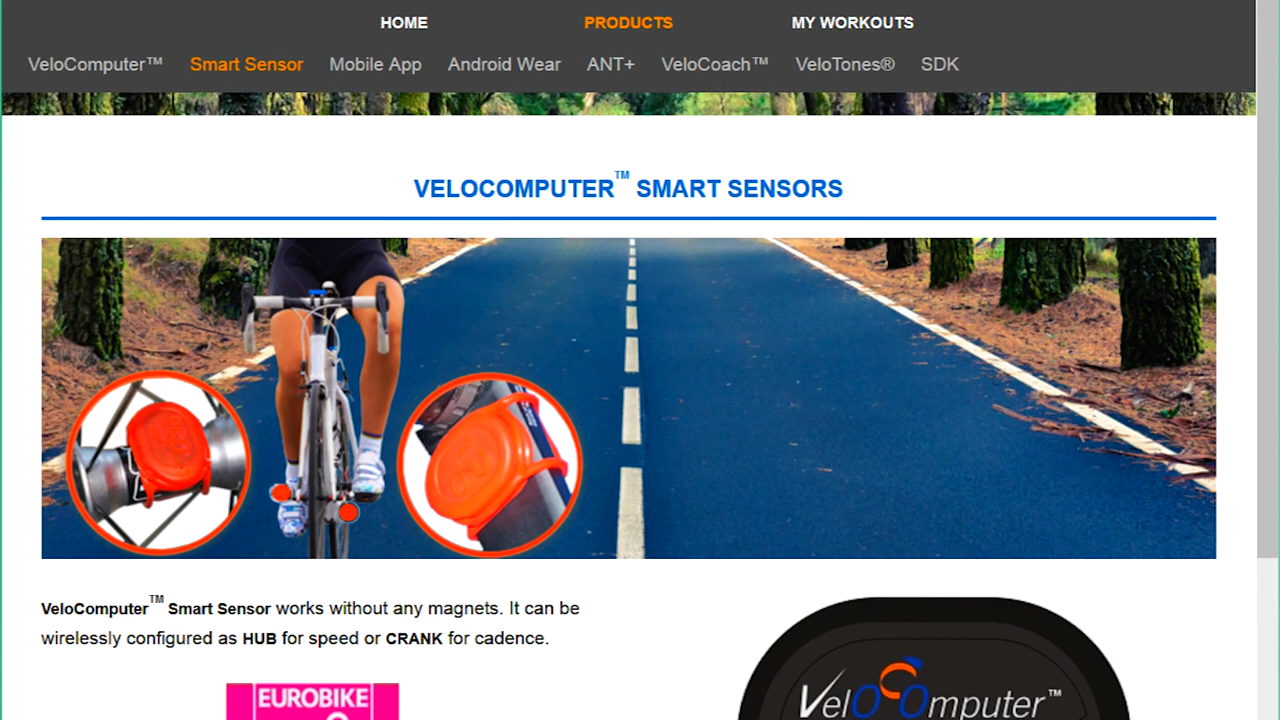 HOME PRODUCTS MY WORKOUTS
VeloComputer™ Smart Sensor Mobile App Android Wear ANT+ VeloCoach™ VeloTones® SDK
VELOCOMPUTER™ SMART SENSORS
VeloComputer™ Smart Sensor works without any magnets. It can be
wirelessly configured as HUB for speed or CRANK for cadence.
EUROBIKE
VelOCOmputer™